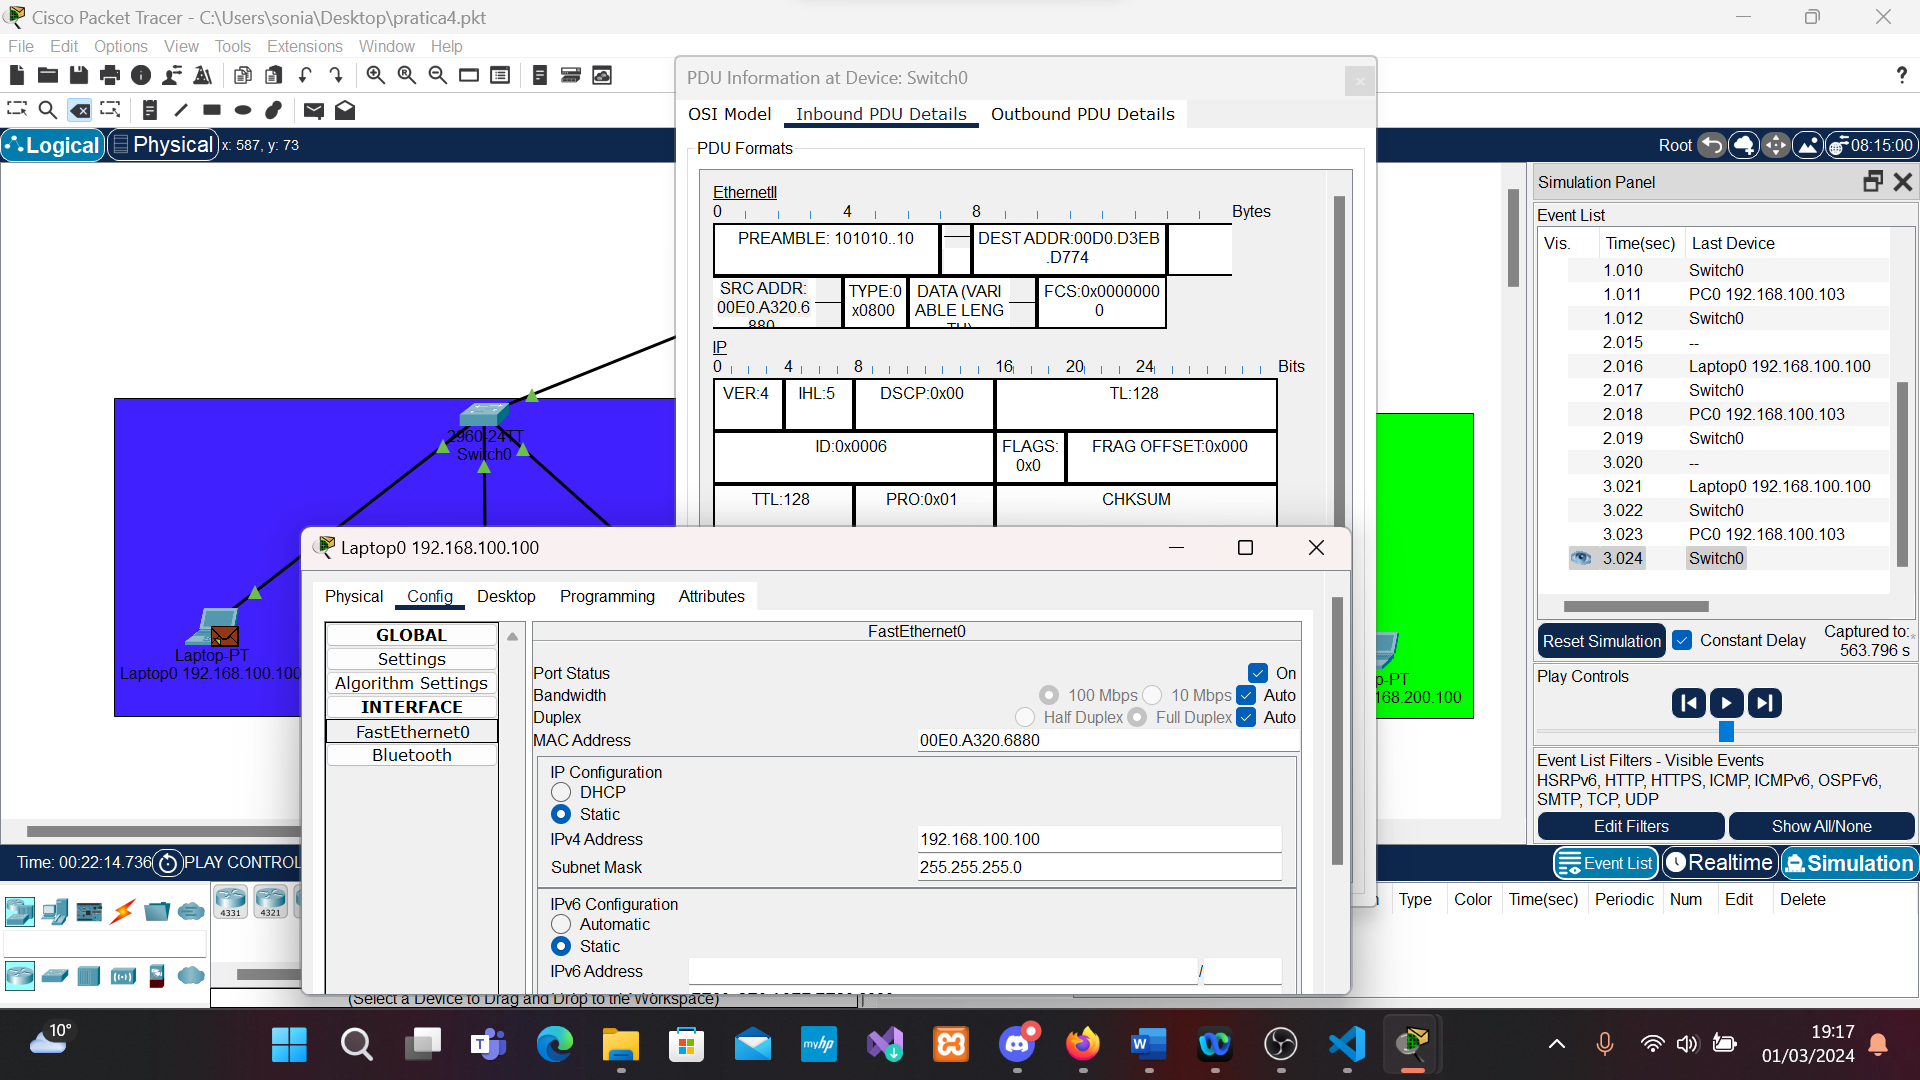 Cisco Packet Tracer - C:\Users\sonia\Desktop\pratica4.pkt
File Edit Options View Tools Extensions Window Help
Logical Physical x: 587, y: 73
Root 08:15:00
PDU Information at Device: Switch0
OSI Model Inbound PDU Details Outbound PDU Details
PDU Formats
EthernetII
0 4 8 Bytes
PREAMBLE: 101010..10
DEST ADDR:00D0.D3EB
.D774
SRC ADDR:
00E0.A320.6
880
TYPE:0
x0800
DATA (VARI
ABLE LENG
TH)
FCS:0x0000000
0
IP
0 4 8 16 20 24 Bits
VER:4 IHL:5 DSCP:0x00 TL:128
ID:0x0006 FLAGS:
0x0
FRAG OFFSET:0x000
TTL:128 PRO:0x01 CHKSUM
2960-24TT
Switch0
Laptop-PT
Laptop0 192.168.100.100
p-PT
168.200.100
Laptop0 192.168.100.100
Physical Config Desktop Programming Attributes
GLOBAL
Settings
Algorithm Settings
INTERFACE
FastEthernet0
Bluetooth
FastEthernet0
Port Status On
Bandwidth 100 Mbps 10 Mbps Auto
Duplex Half Duplex Full Duplex Auto
MAC Address 00E0.A320.6880
IP Configuration
DHCP
Static
IPv4 Address 192.168.100.100
Subnet Mask 255.255.255.0
IPv6 Configuration
Automatic
Static
IPv6 Address /
Simulation Panel
Event List
Vis. Time(sec) Last Device
1.010 Switch0
1.011 PC0 192.168.100.103
1.012 Switch0
2.015 --
2.016 Laptop0 192.168.100.100
2.017 Switch0
2.018 PC0 192.168.100.103
2.019 Switch0
3.020 --
3.021 Laptop0 192.168.100.100
3.022 Switch0
3.023 PC0 192.168.100.103
3.024 Switch0
Reset Simulation Constant Delay Captured to:
563.796 s
Play Controls
Event List Filters - Visible Events
HSRPv6, HTTP, HTTPS, ICMP, ICMPv6, OSPFv6,
SMTP, TCP, UDP
Edit Filters Show All/None
Time: 00:22:14.736 PLAY CONTROL
Event List Realtime Simulation
4331 4321
Type Color Time(sec) Periodic Num Edit Delete
(Select a Device to Drag and Drop to the Workspace)
10°
myhp
19:17
01/03/2024